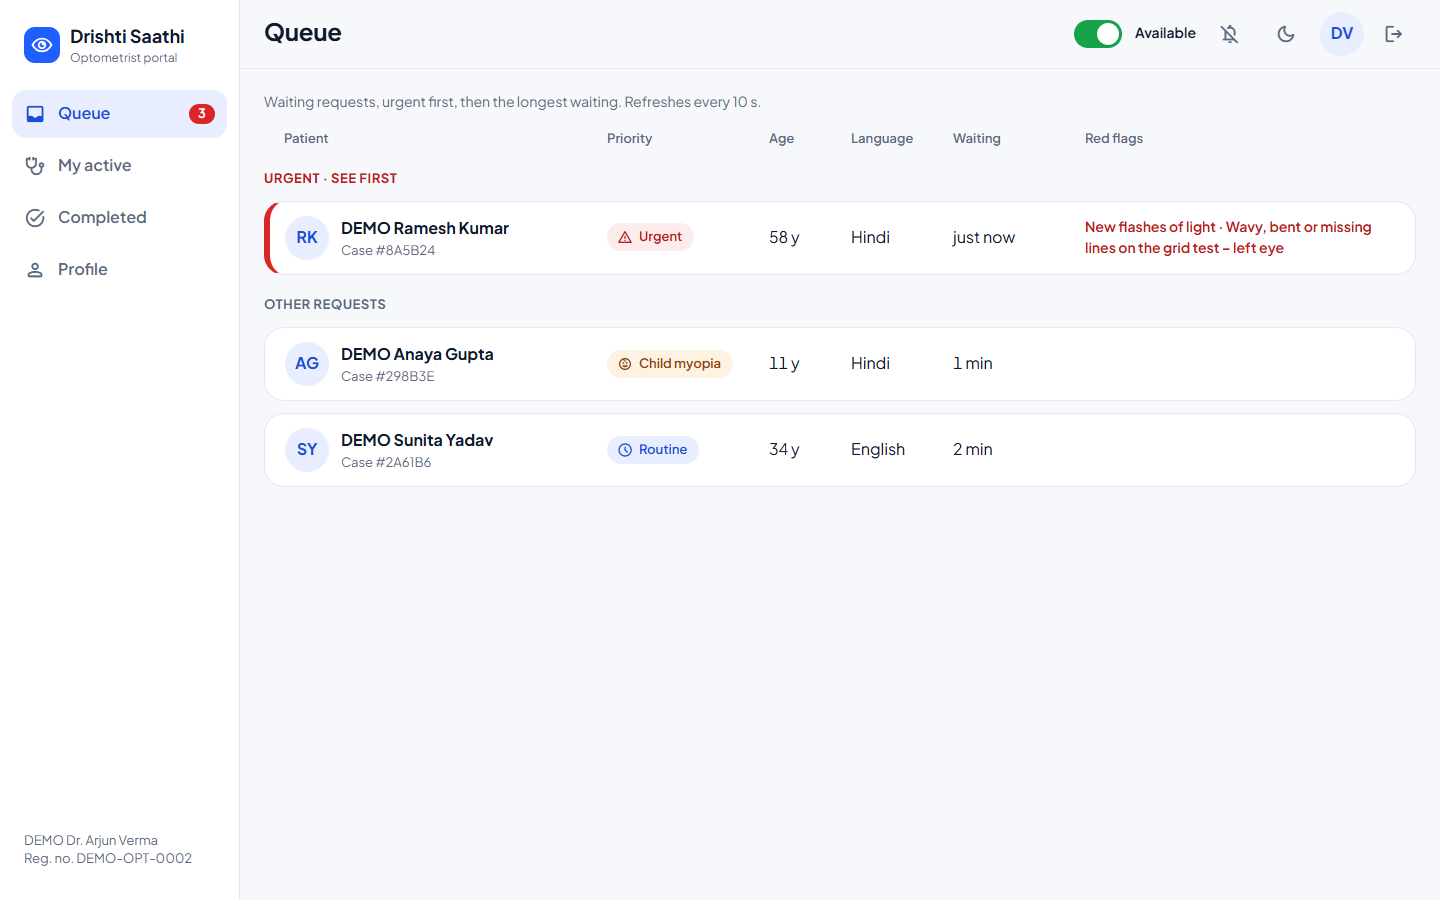 Drishti Saathi
Optometrist portal
Queue
3
My active
Completed
Profile
DEMO Dr. Arjun Verma
Reg. no. DEMO-OPT-0002
Queue
Available
DV
Waiting requests, urgent first, then the longest waiting. Refreshes every 10 s.
Patient Priority Age Language Waiting Red flags
URGENT · SEE FIRST
RK
DEMO Ramesh Kumar
Case #8A5B24
Urgent
58 y
Hindi
just now
New flashes of light · Wavy, bent or missing
lines on the grid test – left eye
OTHER REQUESTS
AG
DEMO Anaya Gupta
Case #298B3E
Child myopia
11 y
Hindi
1 min
SY
DEMO Sunita Yadav
Case #2A61B6
Routine
34 y
English
2 min